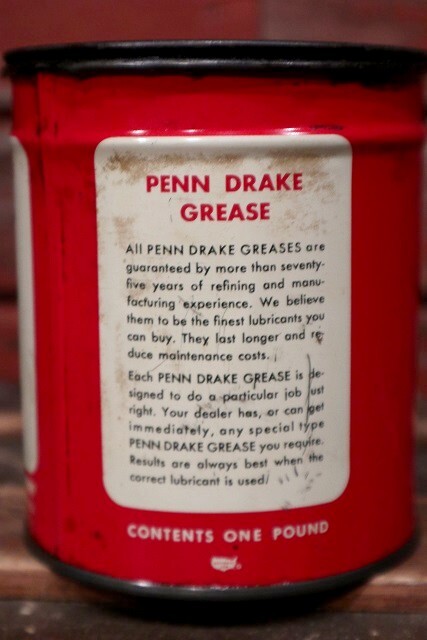 PENN DRAKE
GREASE
All PENN DRAKE GREASES are
guaranteed by more than seventy-
five years of refining and manu-
facturing experience. We believe
them to be the finest lubricants you
can buy. They last longer and re-
duce maintenance costs.
Each PENN DRAKE GREASE is de-
signed to do a particular job just
right. Your dealer has, or can get
immediately, any special type
PENN DRAKE GREASE you require.
Results are always best when the
correct lubricant is used.
CONTENTS ONE POUND